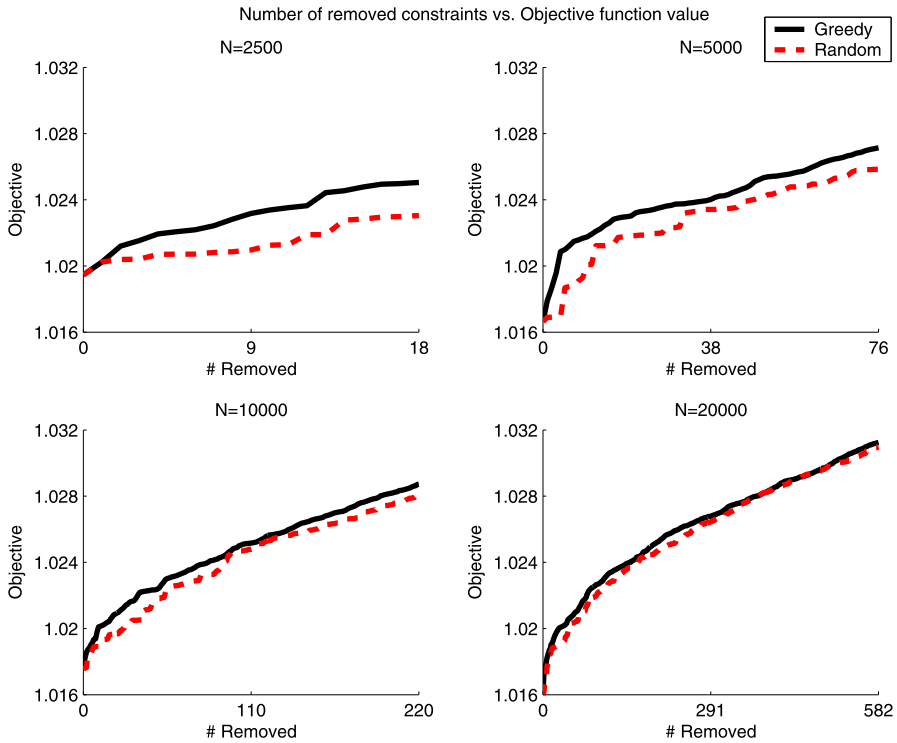 Number of removed constraints vs. Objective function value
Greedy
Random
N=2500
1.032
1.028
1.024
1.02
1.016
Objective
0 9 18
# Removed
N=5000
1.032
1.028
1.024
1.02
1.016
Objective
0 38 76
# Removed
N=10000
1.032
1.028
1.024
1.02
1.016
Objective
0 110 220
# Removed
N=20000
1.032
1.028
1.024
1.02
1.016
Objective
0 291 582
# Removed